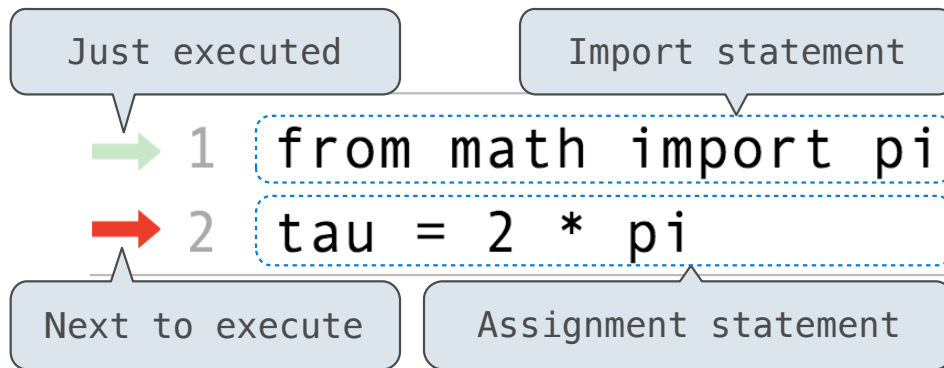 Just executed
Import statement
1 from math import pi
2 tau = 2 * pi
Next to execute
Assignment statement